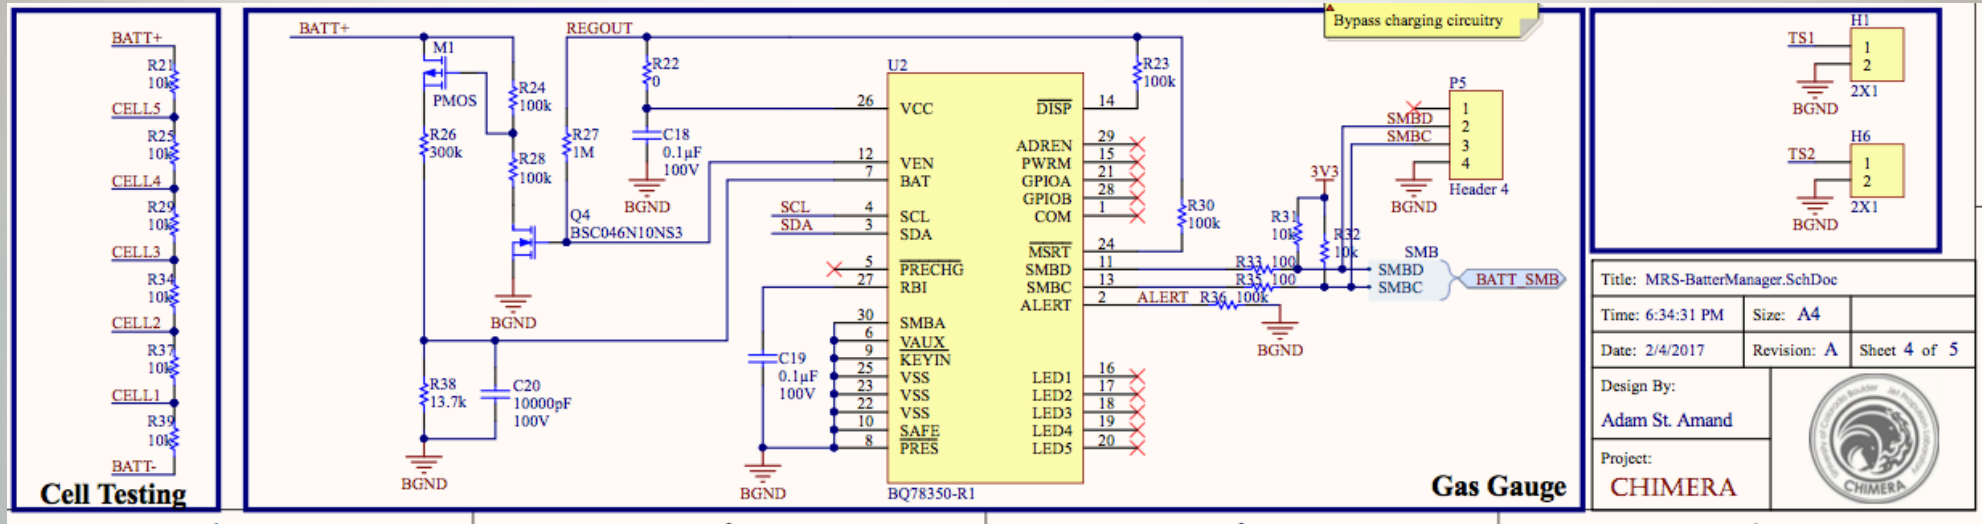 BATT+
R21
10k
CELL5
R25
10k
CELL4
R29
10k
CELL3
R34
10k
CELL2
R37
10k
CELL1
R39
10k
BATT-
Cell Testing
BATT+
M1
PMOS
R24
100k
R26
300k
R28
100k
Q4
BSC046N10NS3
BGND
R38
13.7k
C20
10000pF
100V
BGND
REGOUT
R22
0
R27
1M
C18
0.1µF
100V
BGND
SCL
SDA
C19
0.1µF
100V
BGND
U2
26 VCC
12 VEN
7 BAT
4 SCL
3 SDA
5 PRECHG
27 RBI
30 SMBA
6 VAUX
9 KEYIN
25 VSS
23 VSS
22 VSS
10 SAFE
8 PRES
DISP 14
ADREN 29
PWRM 15
GPIOA 21
GPIOB 28
COM 1
MSRT 24
SMBD 11
SMBC 13
ALERT 2
LED1 16
LED2 17
LED3 18
LED4 19
LED5 20
BQ78350-R1
R23
100k
R30
100k
Bypass charging circuitry
P5
1
SMBD 2
SMBC 3
4
Header 4
BGND
3V3
R31
10k
R32
10k
R33 100
R35 100
ALERT R36 100k
BGND
SMB
SMBD
SMBC
BATT_SMB
Gas Gauge
H1
TS1 1
2
2X1
BGND
H6
TS2 1
2
2X1
BGND
Title: MRS-BatterManager.SchDoc
Time: 6:34:31 PM Size: A4
Date: 2/4/2017 Revision: A Sheet 4 of 5
Design By:
Adam St. Amand
Project:
CHIMERA
CHIMERA